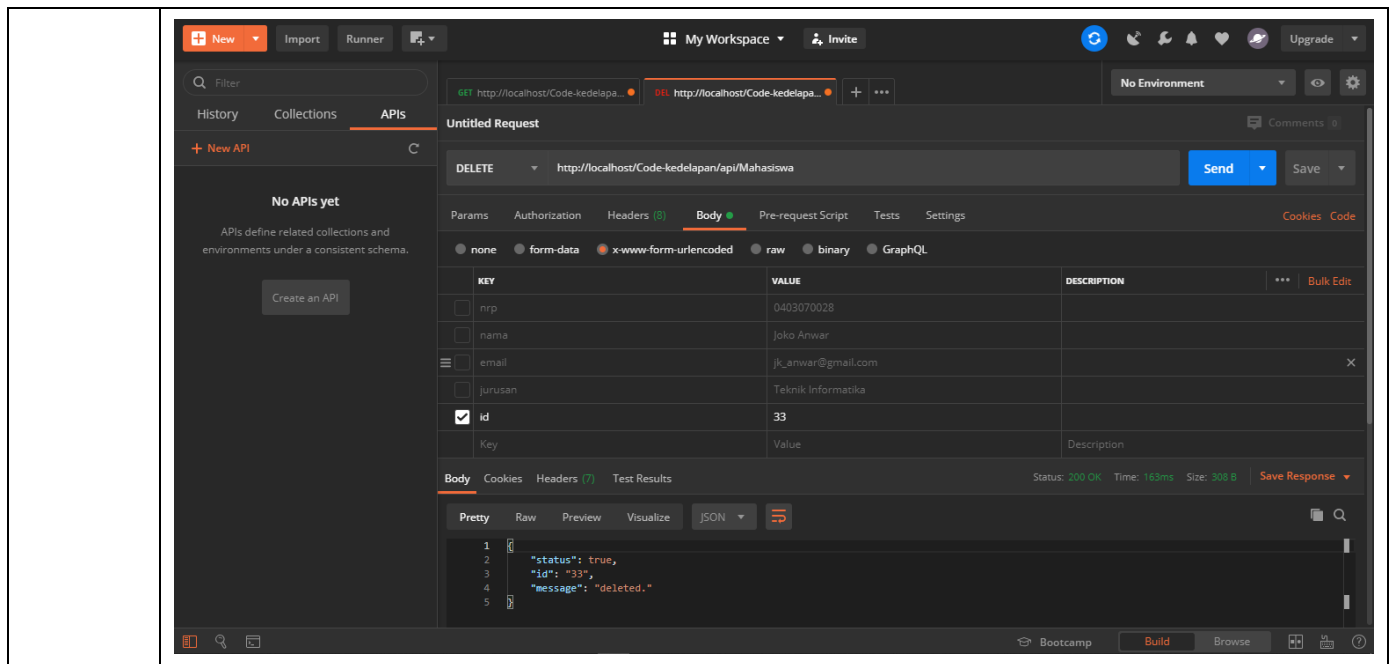 New Import Runner My Workspace Invite Upgrade
Filter
History Collections APIs
+ New API
No APIs yet
APIs define related collections and
environments under a consistent schema.
Create an API
GET http://localhost/Code-kedelapa... DEL http://localhost/Code-kedelapa... + ••• No Environment
Untitled Request Comments 0
DELETE http://localhost/Code-kedelapan/api/Mahasiswa Send Save
Params Authorization Headers (8) Body Pre-request Script Tests Settings Cookies Code
none form-data x-www-form-urlencoded raw binary GraphQL
KEY VALUE DESCRIPTION ••• Bulk Edit
nrp 0403070028
nama Joko Anwar
email jk_anwar@gmail.com
jurusan Teknik Informatika
id 33
Key Value Description
Body Cookies Headers (7) Test Results Status: 200 OK Time: 163ms Size: 308 B Save Response
Pretty Raw Preview Visualize JSON
1 {
2 "status": true,
3 "id": "33",
4 "message": "deleted."
5 }
Bootcamp Build Browse